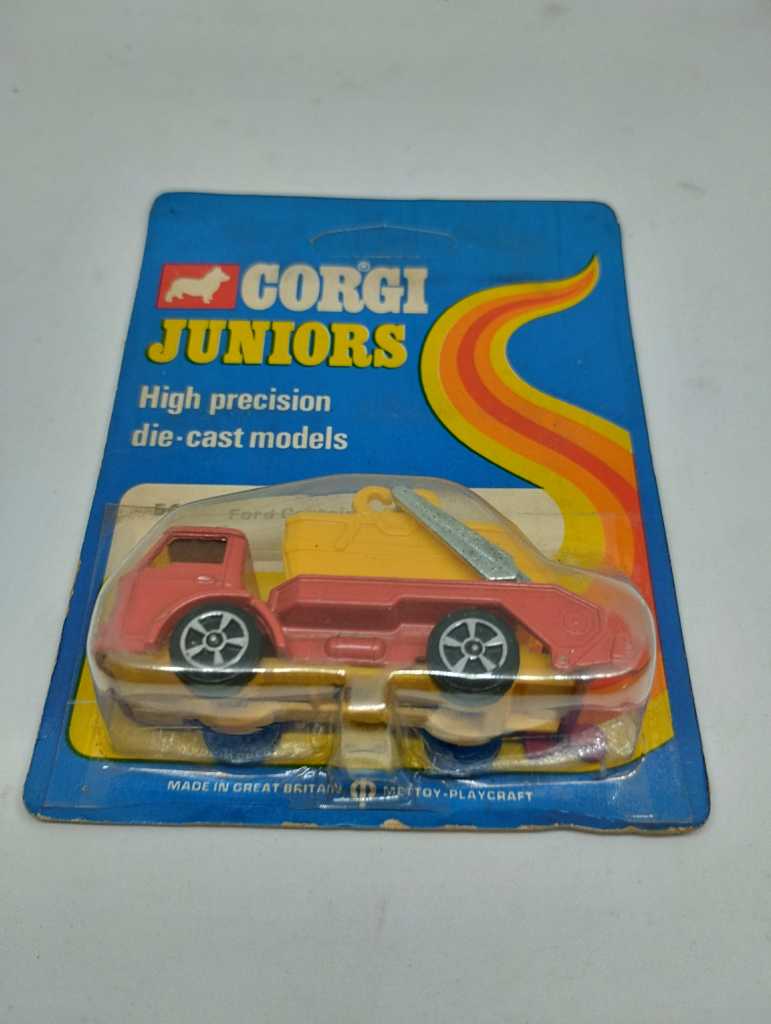 CORGI®
JUNIORS
High precision
die-cast models
Ford
MADE IN GREAT BRITAIN METTOY-PLAYCRAFT